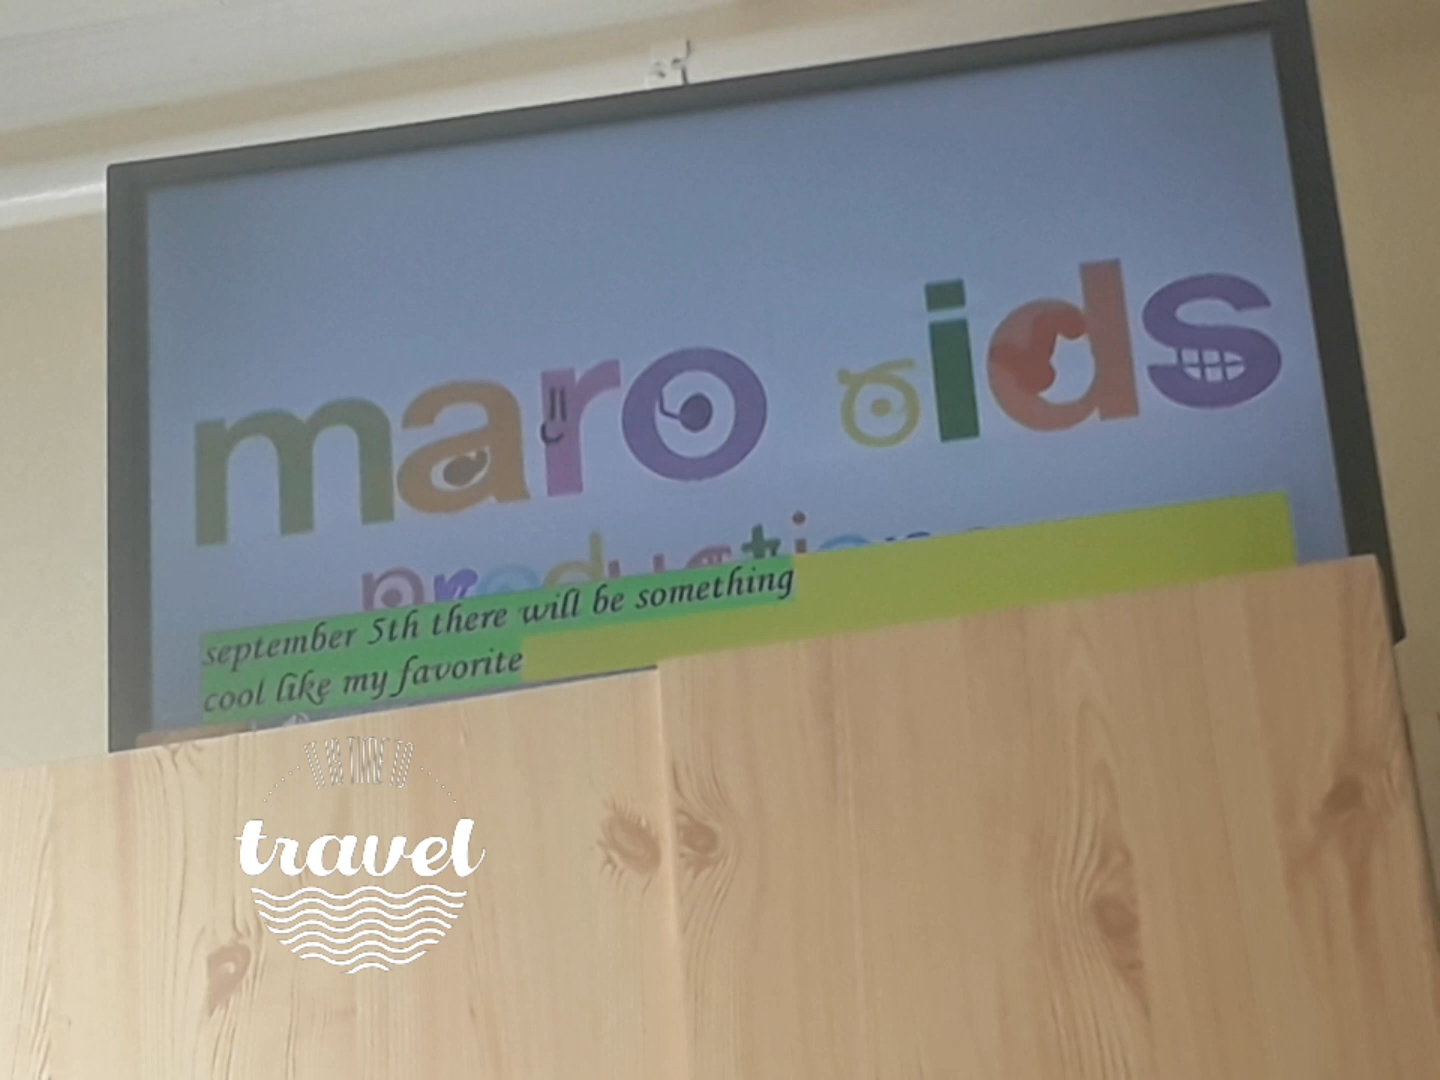 maro ids
september 5th there will be something
cool like my favorite
travel